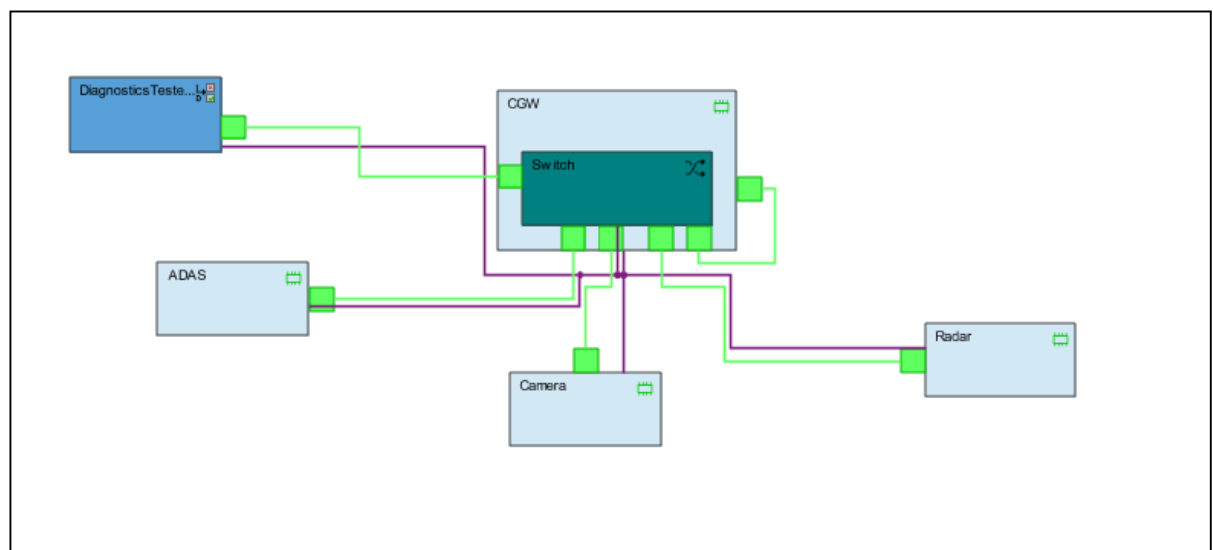 DiagnosticsTeste...
CGW
Switch
ADAS
Camera
Radar